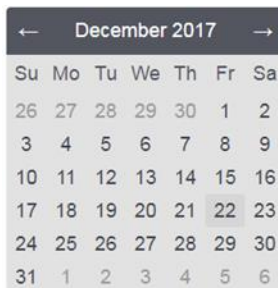 ← December 2017 →
Su Mo Tu We Th Fr Sa
26 27 28 29 30 1 2
3 4 5 6 7 8 9
10 11 12 13 14 15 16
17 18 19 20 21 22 23
24 25 26 27 28 29 30
31 1 2 3 4 5 6